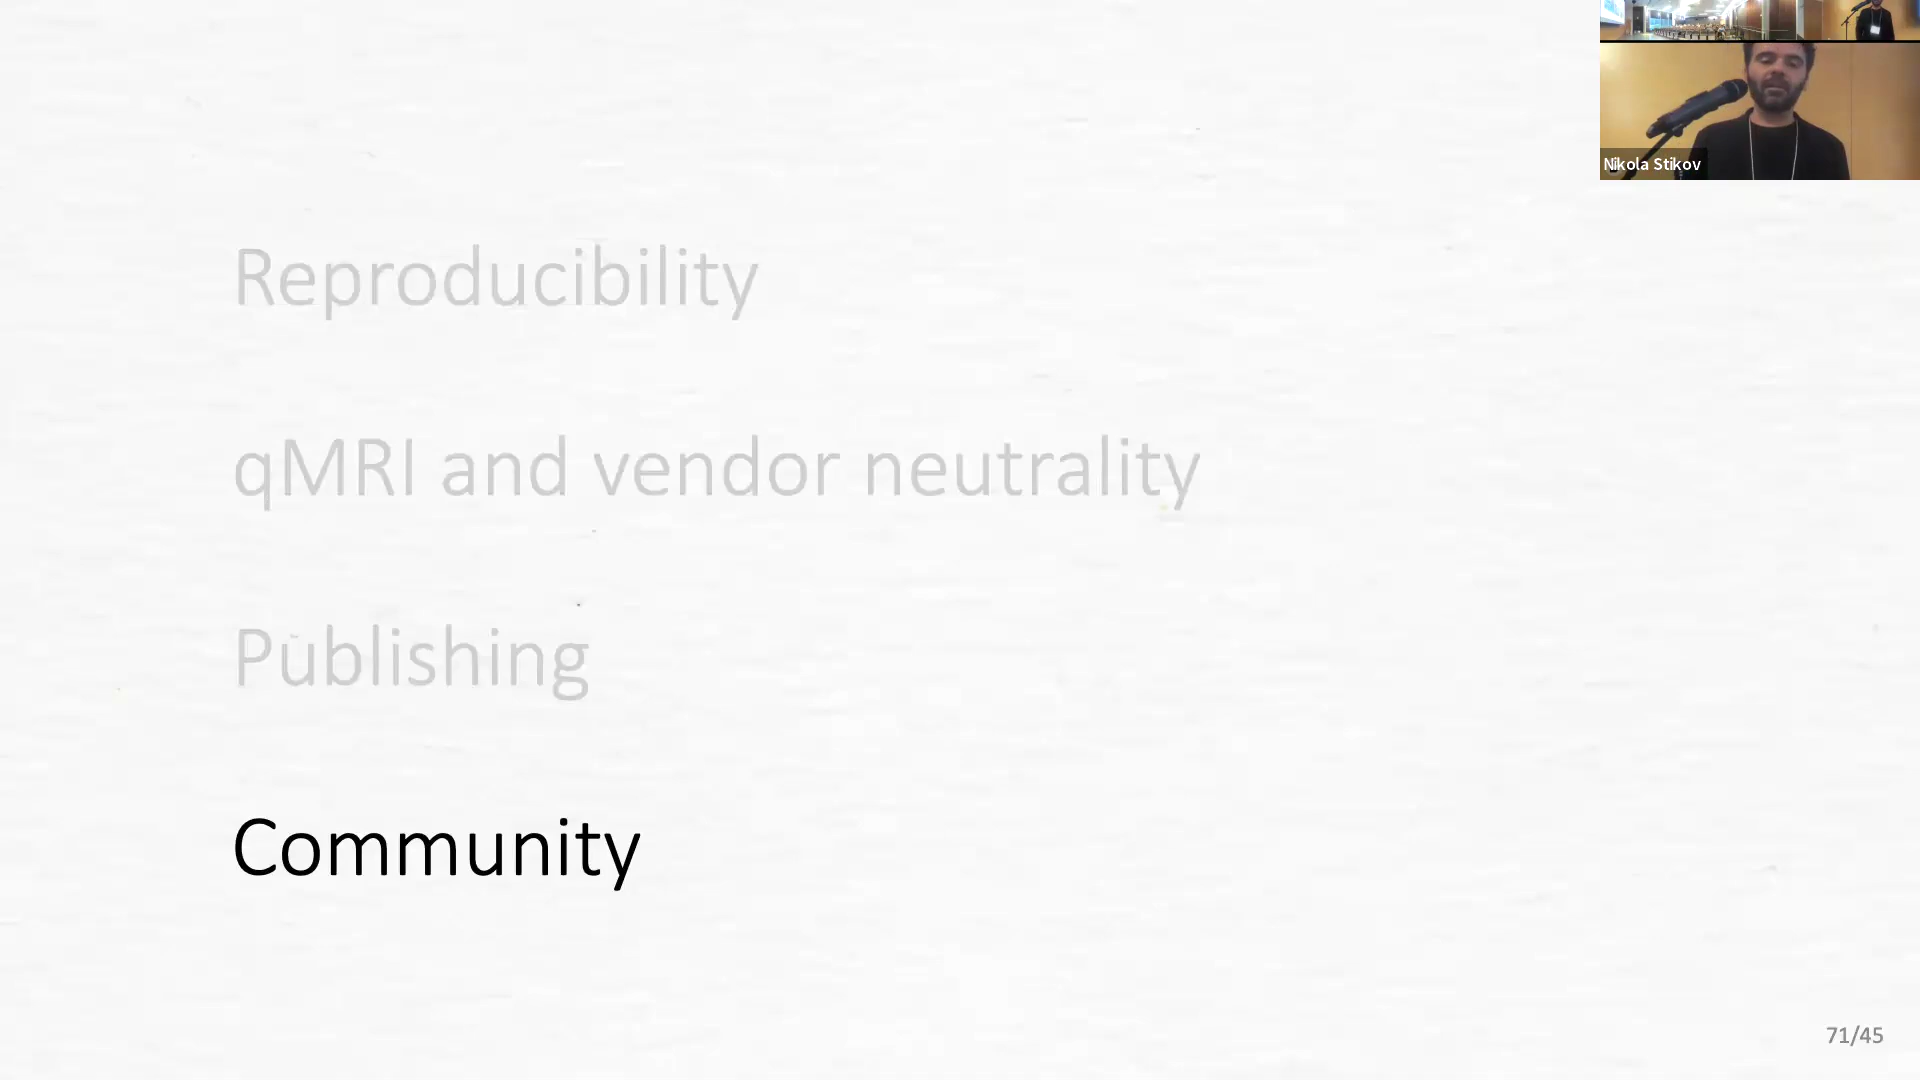 Nikola Stikov
Reproducibility
qMRI and vendor neutrality
Publishing
Community
71/45